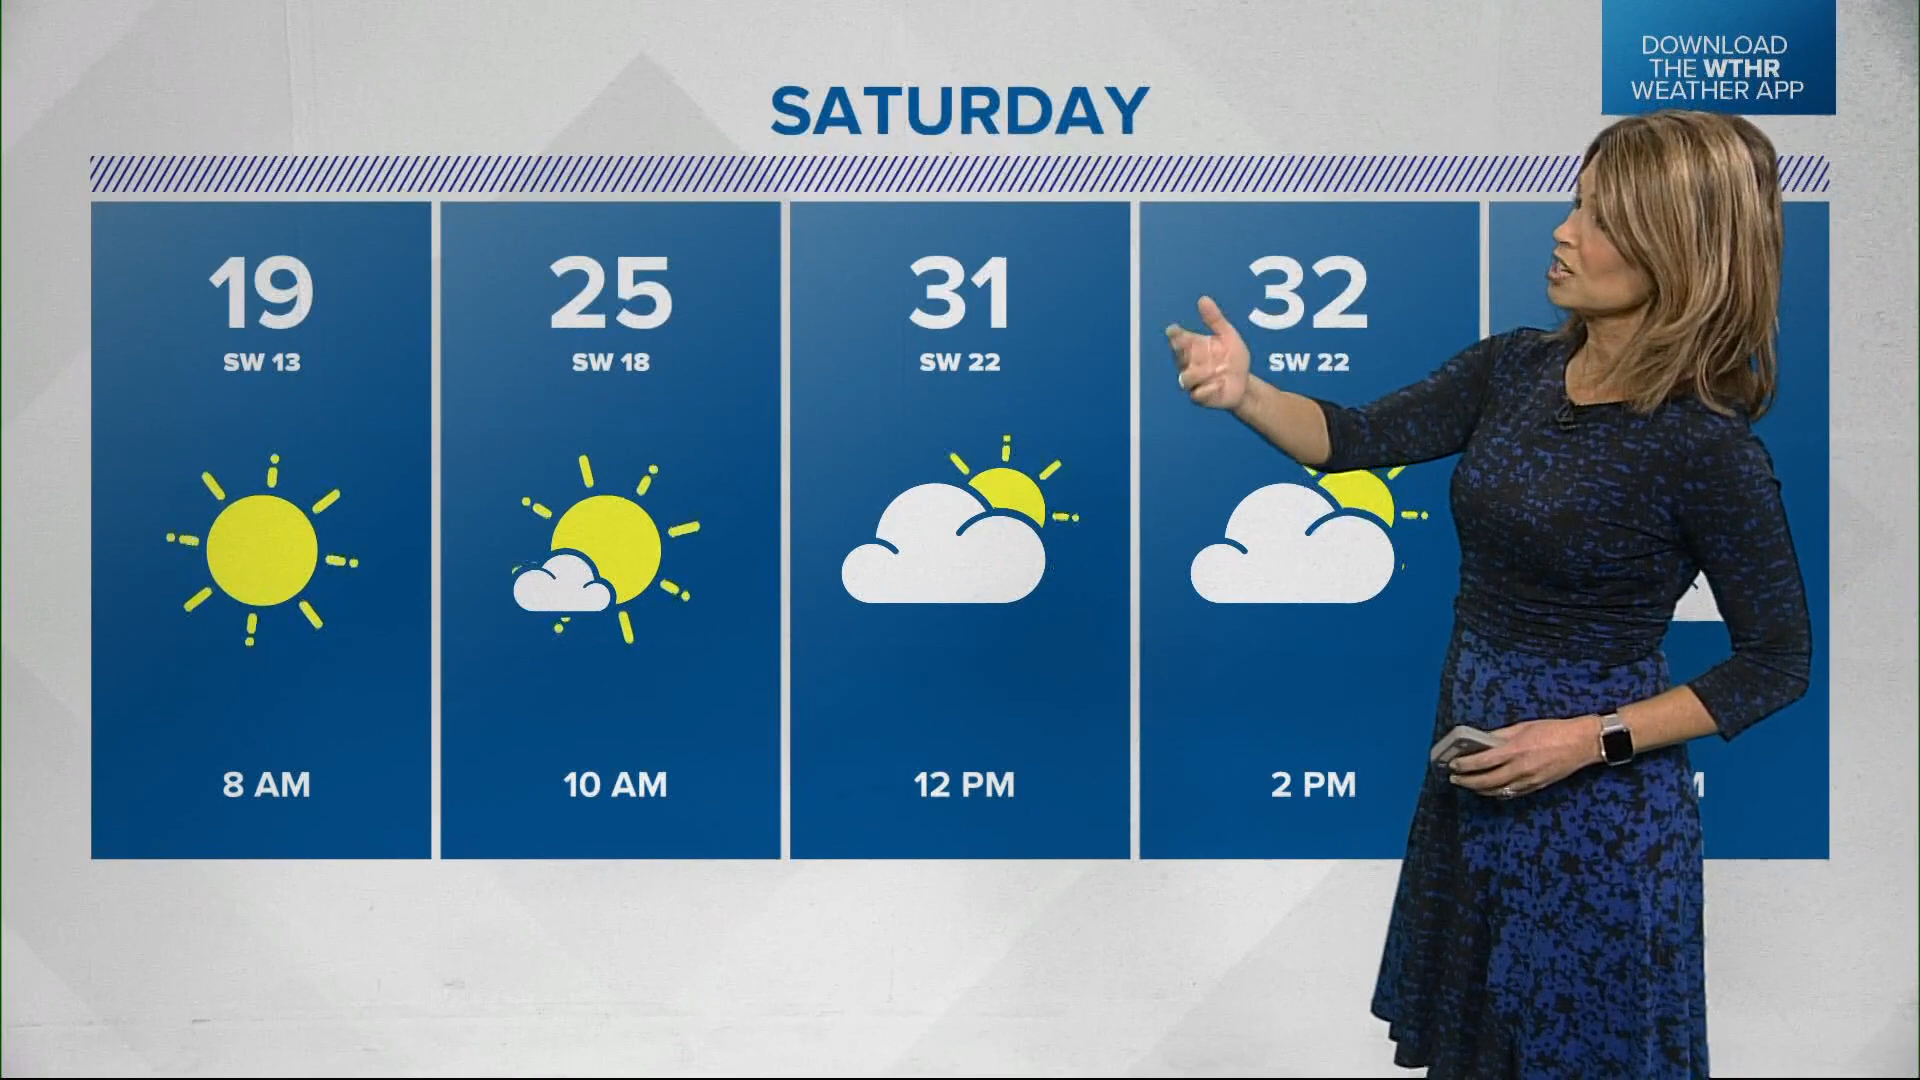 DOWNLOAD
THE WTHR
WEATHER APP
SATURDAY
19
SW 13
8 AM
25
SW 18
10 AM
31
SW 22
12 PM
32
SW 22
2 PM